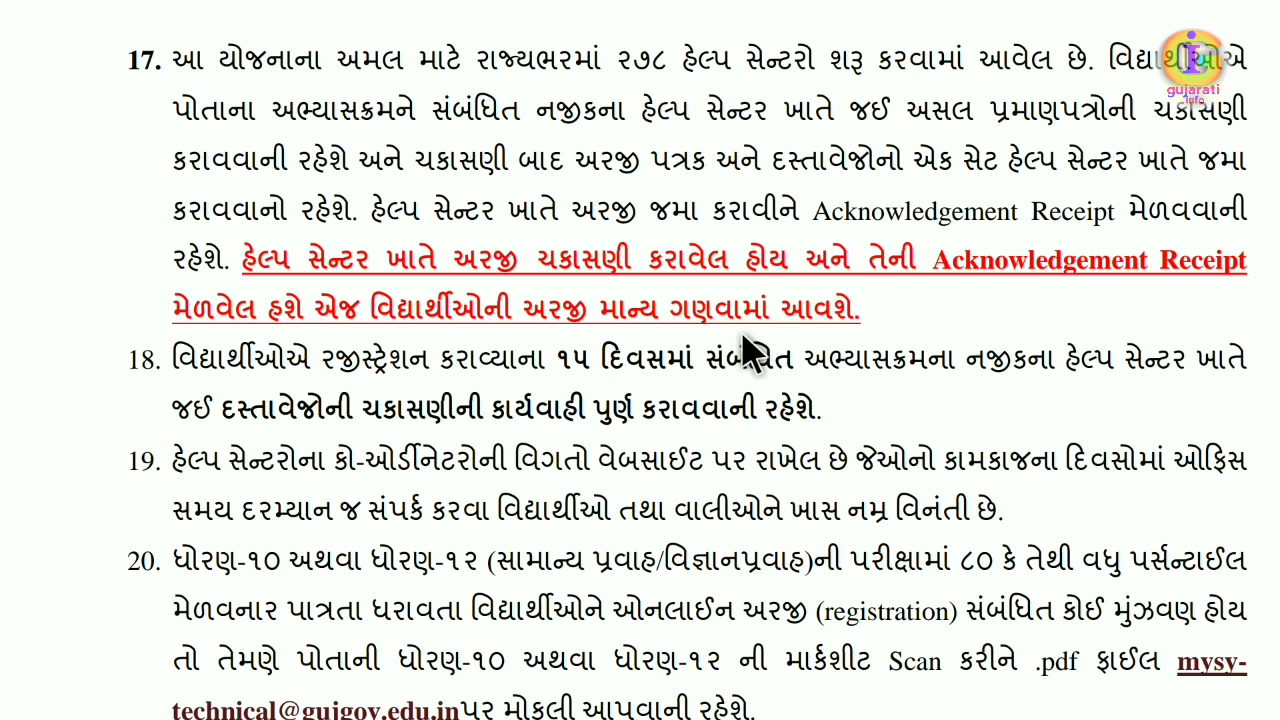 17. આ યોજનાના અમલ માટે રાજ્યભરમાં ૨૭૮ હેલ્પ સેન્ટરો શરૂ કરવામાં આવેલ છે. વિદ્યાર્થીઓએ
પોતાના અભ્યાસક્રમને સંબંધિત નજીકના હેલ્પ સેન્ટર ખાતે જઈ અસલ પ્રમાણપત્રોની ચકાસણી
કરાવવાની રહેશે અને ચકાસણી બાદ અરજી પત્રક અને દસ્તાવેજોનો એક સેટ હેલ્પ સેન્ટર ખાતે જમા
કરાવવાનો રહેશે. હેલ્પ સેન્ટર ખાતે અરજી જમા કરાવીને Acknowledgement Receipt મેળવવાની
રહેશે. હેલ્પ સેન્ટર ખાતે અરજી ચકાસણી કરાવેલ હોય અને તેની Acknowledgement Receipt
મેળવેલ હશે એજ વિદ્યાર્થીઓની અરજી માન્ય ગણવામાં આવશે.
18. વિદ્યાર્થીઓએ રજીસ્ટ્રેશન કરાવ્યાના ૧૫ દિવસમાં સંબંધિત અભ્યાસક્રમના નજીકના હેલ્પ સેન્ટર ખાતે
જઈ દસ્તાવેજોની ચકાસણીની કાર્યવાહી પુર્ણ કરાવવાની રહેશે.
19. હેલ્પ સેન્ટરોના કો-ઓર્ડીનેટરોની વિગતો વેબસાઈટ પર રાખેલ છે જેઓનો કામકાજના દિવસોમાં ઓફિસ
સમય દરમ્યાન જ સંપર્ક કરવા વિદ્યાર્થીઓ તથા વાલીઓને ખાસ નમ્ર વિનંતી છે.
20. ધોરણ-૧૦ અથવા ધોરણ-૧૨ (સામાન્ય પ્રવાહ/વિજ્ઞાનપ્રવાહ)ની પરીક્ષામાં ૮૦ કે તેથી વધુ પર્સન્ટાઈલ
મેળવનાર પાત્રતા ધરાવતા વિદ્યાર્થીઓને ઓનલાઈન અરજી (registration) સંબંધિત કોઈ મુંઝવણ હોય
તો તેમણે પોતાની ધોરણ-૧૦ અથવા ધોરણ-૧૨ ની માર્કશીટ Scan કરીને .pdf ફાઈલ mysy-
technical@gujgov.edu.inપર મોકલી આપવાની રહેશે.
i
gujarati
info